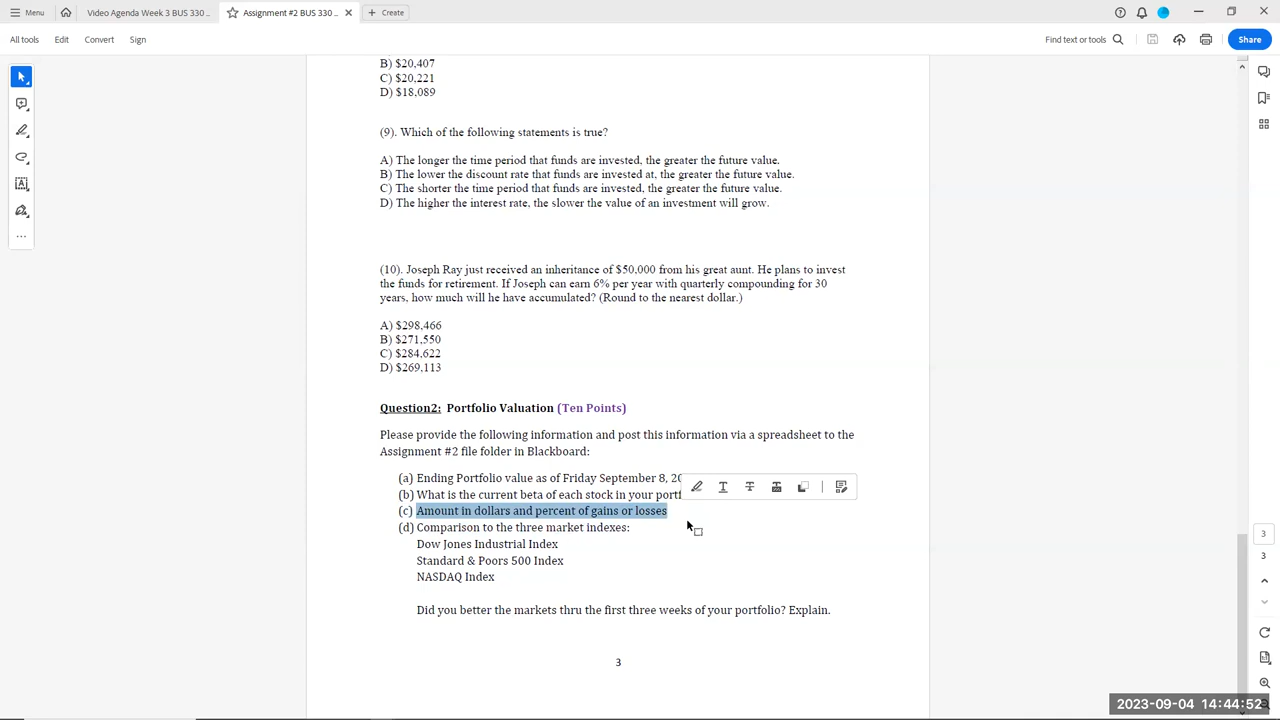 Menu
Video Agenda Week 3 BUS 330 ...
Assignment #2 BUS 330 ...
Create
All tools
Edit
Convert
Sign
Find text or tools
Share
B) $20,407
C) $20,221
D) $18,089
(9). Which of the following statements is true?
A) The longer the time period that funds are invested, the greater the future value.
B) The lower the discount rate that funds are invested at, the greater the future value.
C) The shorter the time period that funds are invested, the greater the future value.
D) The higher the interest rate, the slower the value of an investment will grow.
(10). Joseph Ray just received an inheritance of $50,000 from his great aunt. He plans to invest
the funds for retirement. If Joseph can earn 6% per year with quarterly compounding for 30
years, how much will he have accumulated? (Round to the nearest dollar.)
A) $298,466
B) $271,550
C) $284,622
D) $269,113
Question2: Portfolio Valuation (Ten Points)
Please provide the following information and post this information via a spreadsheet to the
Assignment #2 file folder in Blackboard:
(a) Ending Portfolio value as of Friday September 8, 20
(b) What is the current beta of each stock in your portf
(c) Amount in dollars and percent of gains or losses
(d) Comparison to the three market indexes:
Dow Jones Industrial Index
Standard & Poors 500 Index
NASDAQ Index
Did you better the markets thru the first three weeks of your portfolio? Explain.
3
3
3
2023-09-04 14:44:52